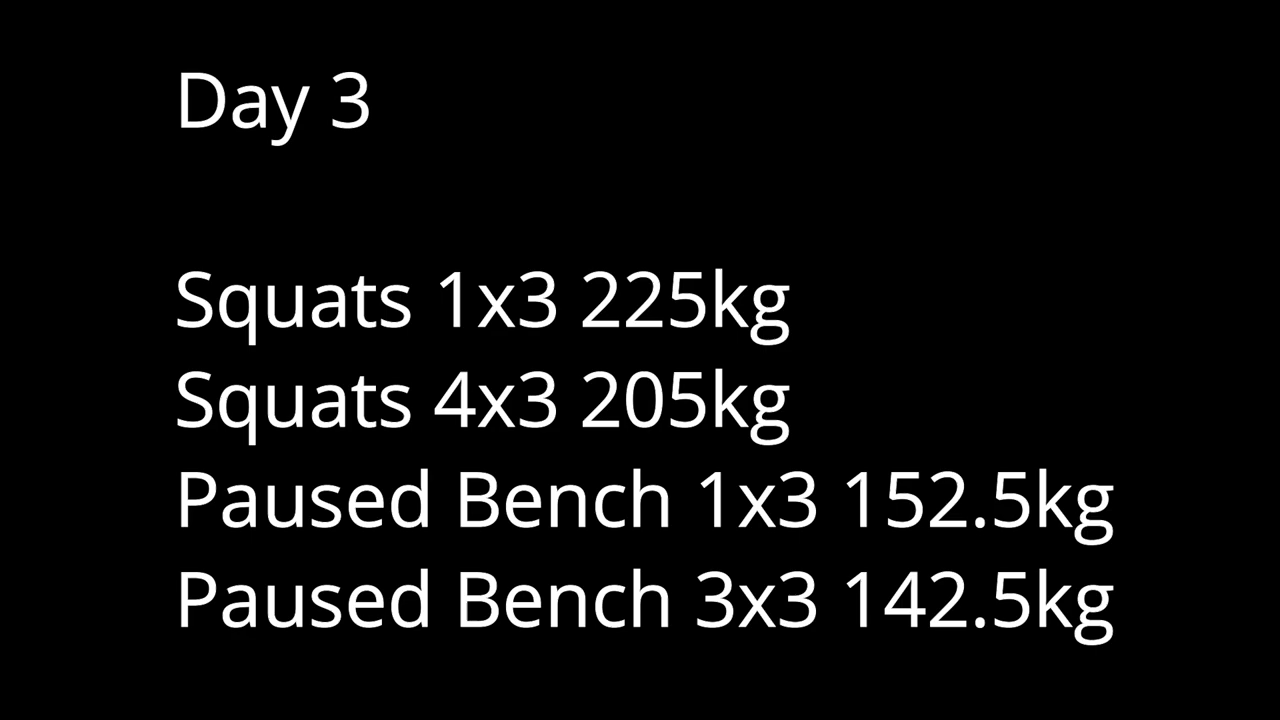 Day 3
Squats 1x3 225kg
Squats 4x3 205kg
Paused Bench 1x3 152.5kg
Paused Bench 3x3 142.5kg